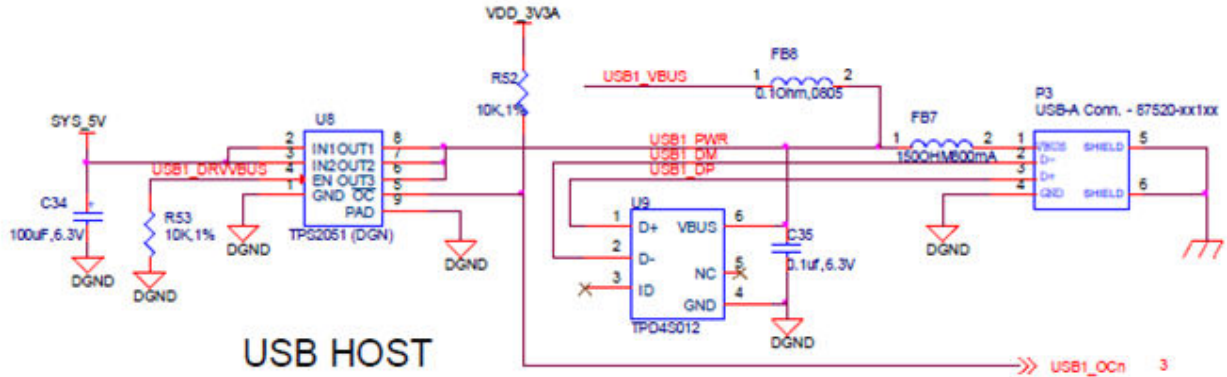 VDD_3V3A
FB8
R52
USB1_VBUS
1
2
10K,1%
0.1Ohm,0805
P3
USB-A Conn. - 87520-xx1xx
SYS_5V
U8
FB7
2 IN1 OUT1 8
USB1_PWR
1
2
1 VBUS SHIELD 5
3 IN2 OUT2 7
USB1_DM
150OHM800mA
2 D-
USB1_DRVVBUS
4 EN OUT3 6
USB1_DP
3 D+
1 GND OC 5
4 GND SHIELD 6
C34
+
PAD 9
U9
100uF,6.3V
R53
10K,1%
DGND
TPS2051 (DGN)
DGND
1 D+ VBUS 6
C35
DGND
2 D-
0.1uf,6.3V
DGND
DGND
NC 5
3 ID
GND 4
TPD4S012
DGND
USB HOST
USB1_OCn 3